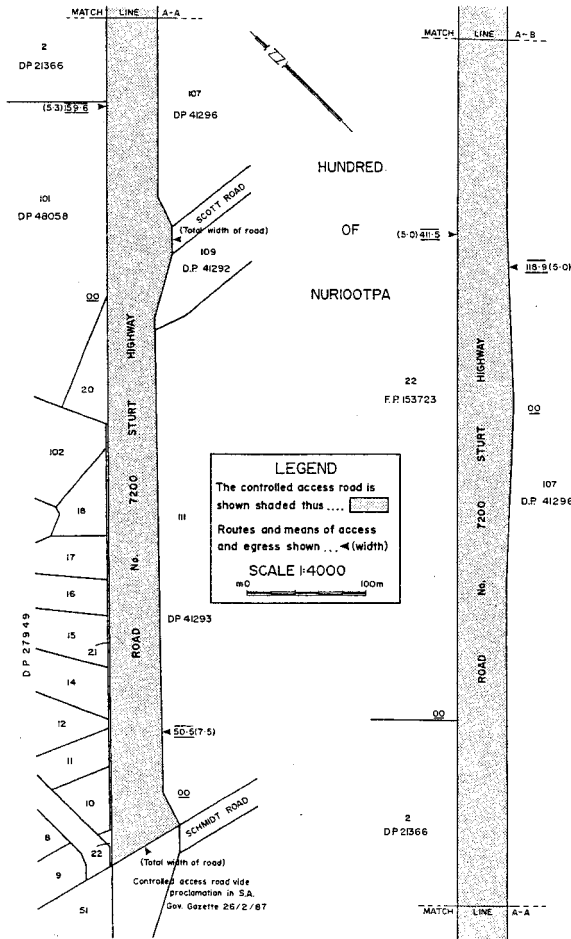 MATCH LINE A-A
2
DP 21366
(5·3)159·6
107
DP 41296
101
DP 48058
SCOTT ROAD
(Total width of road)
109
D.P. 41292
00
20
102
18
17
16
15
21
14
12
11
10
8
22
9
51
DP 27949
ROAD No. 7200 STURT HIGHWAY
111
DP 41293
50·5(7·5)
00
SCHMIDT ROAD
(Total width of road)
Controlled access road vide
proclamation in S.A.
Gov. Gazette 26/2/87
HUNDRED
OF
NURIOOTPA
LEGEND
The controlled access road is
shown shaded thus ....
Routes and means of access
and egress shown ... ◄(width)
SCALE 1:4000
m0 100m
MATCH LINE A-B
(5·0)411·5
118·9(5·0)
22
F.P. 153723
00
107
D.P. 41296
ROAD No. 7200 STURT HIGHWAY
00
2
DP 21366
MATCH LINE A-A